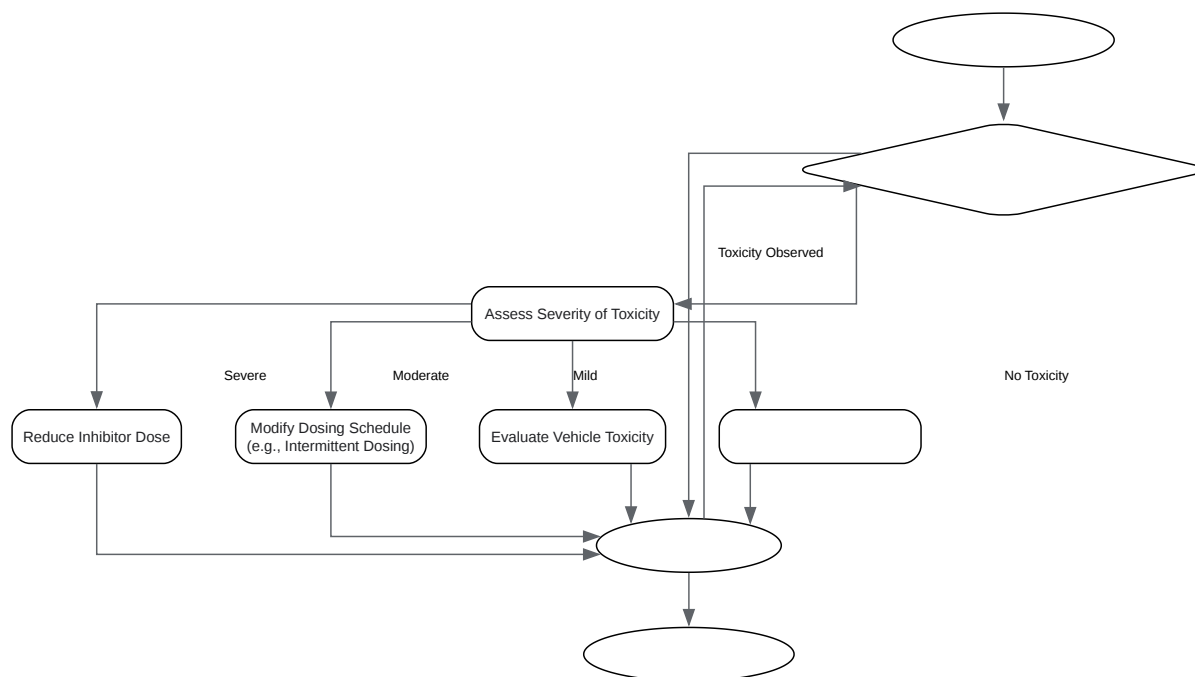 Toxicity Observed
Assess Severity of Toxicity
Severe
Moderate
Mild
No Toxicity
Reduce Inhibitor Dose
Modify Dosing Schedule
(e.g., Intermittent Dosing)
Evaluate Vehicle Toxicity